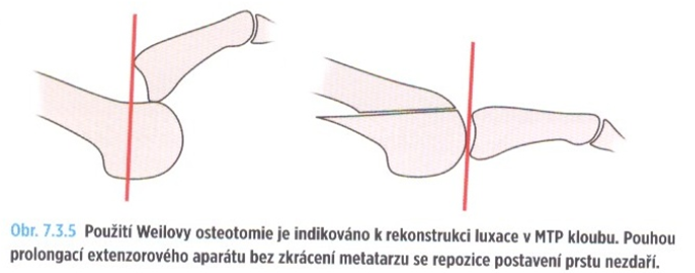 Obr. 7.3.5 Použití Weilovy osteotomie je indikováno k rekonstrukci luxace v MTP kloubu. Pouhou
prolongací extenzorového aparátu bez zkrácení metatarzu se repozice postavení prstu nezdaří.